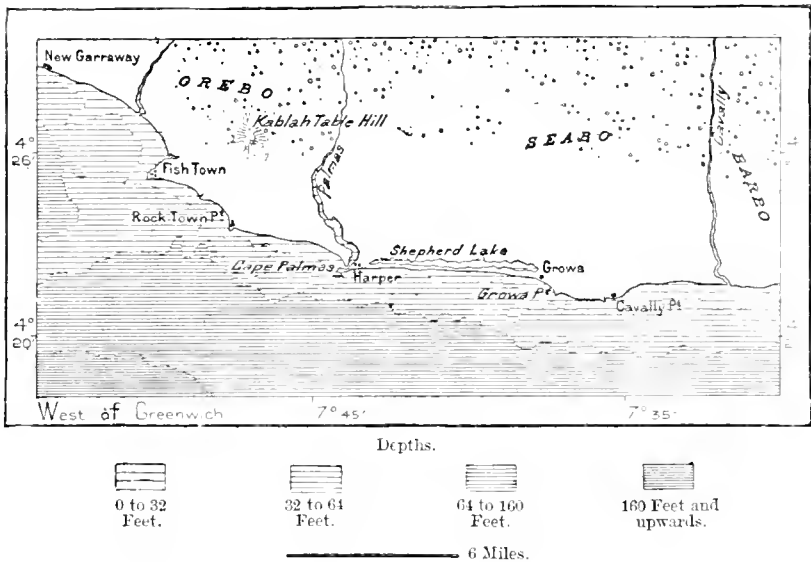 New Garraway
OREBO
Kablah Table Hill
SEABO
Cavally
BAREO
4°
26'
Fish Town
Palmas
Rock Town Pt
Shepherd Lake
Cape Palmas
Harper
Growa
Growa Pt
Cavally Pt
4°
20'
West of Greenwich
7°45'
7°35'
Depths.
0 to 32
Feet.
32 to 64
Feet.
64 to 160
Feet.
160 Feet and
upwards.
6 Miles.